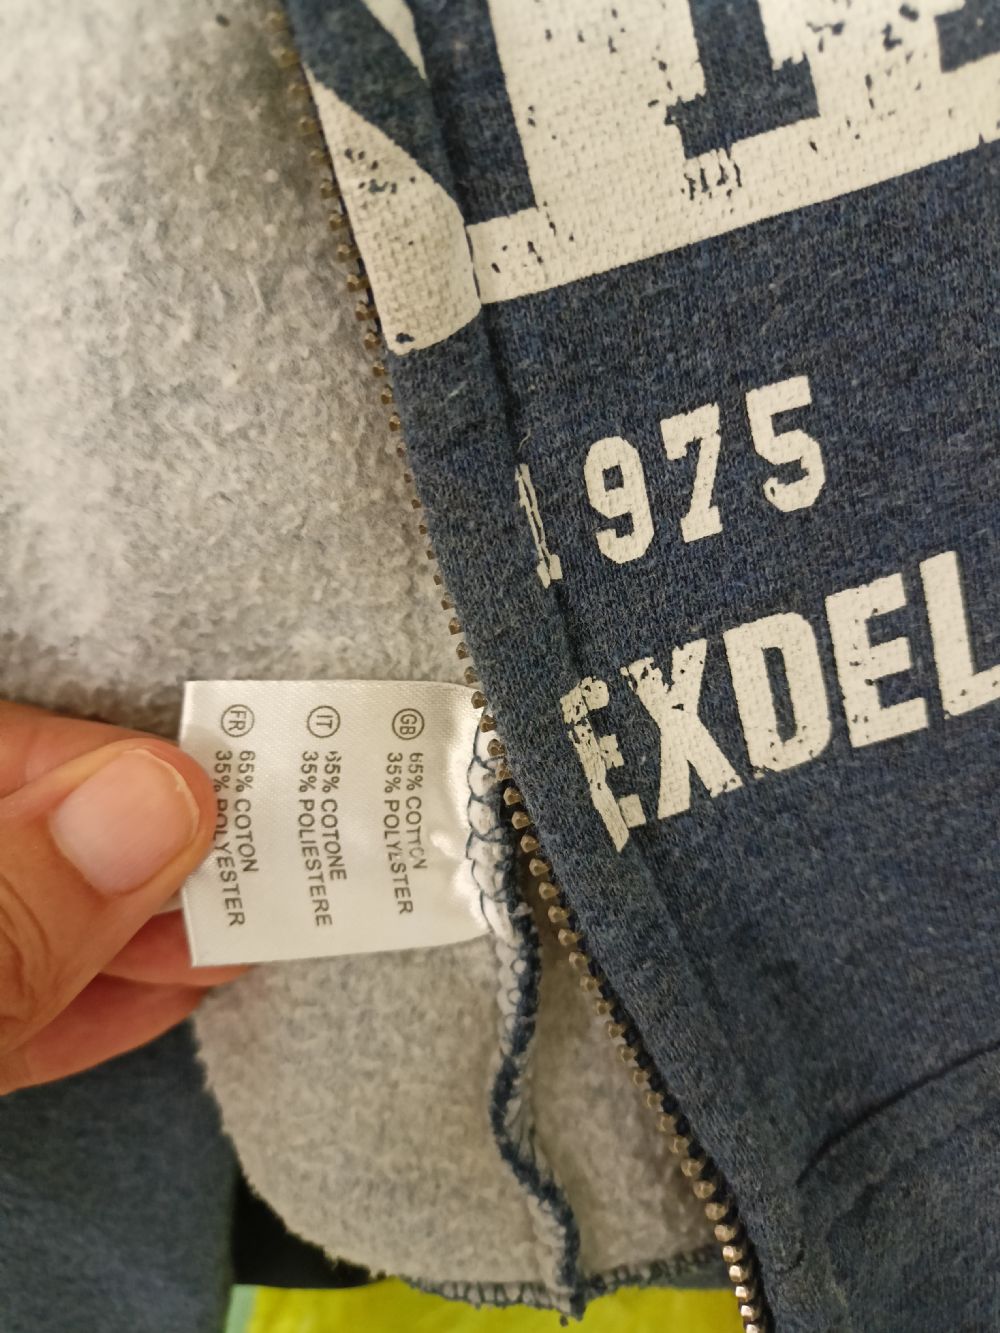 1975
EXDEL
GB
65% COTTON
35% POLYESTER
IT
65% COTONE
35% POLIESTERE
FR
65% COTON
35% POLYESTER